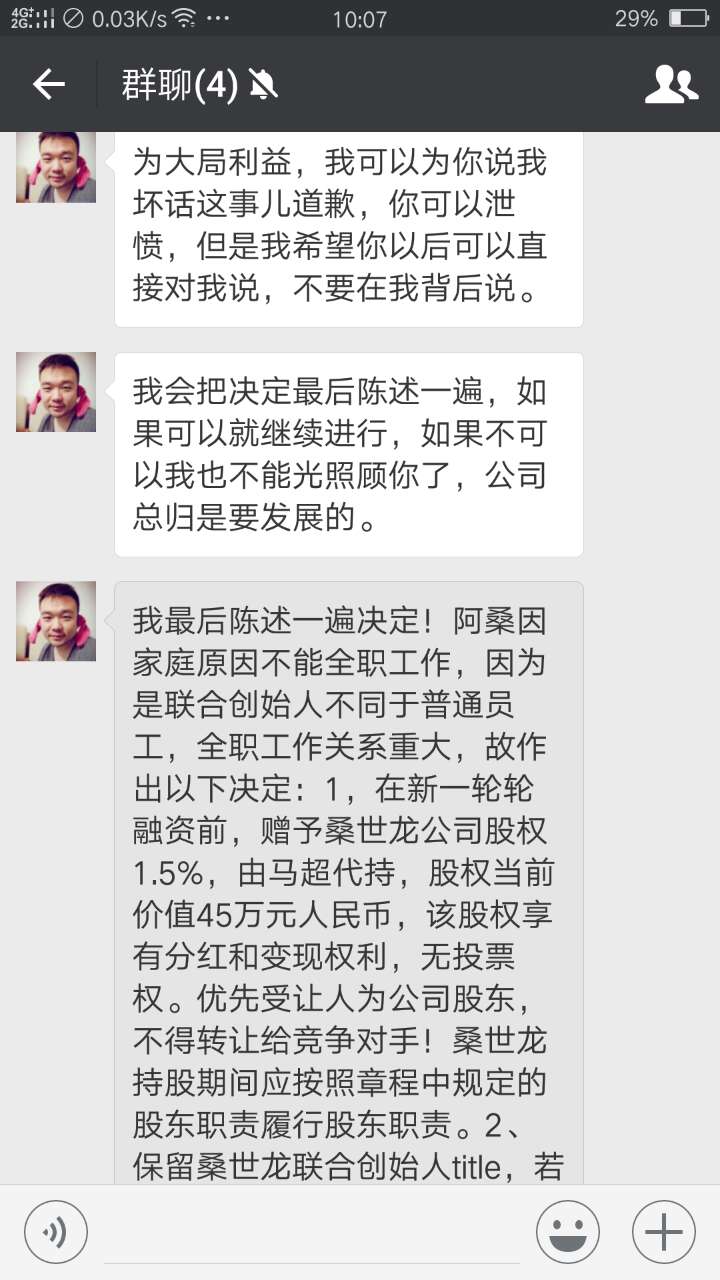 4G+ 2G 0.03K/s 10:07 29%
群聊(4)
为大局利益，我可以为你说我
坏话这事儿道歉，你可以泄
愤，但是我希望你以后可以直
接对我说，不要在我背后说。
我会把决定最后陈述一遍，如
果可以就继续进行，如果不可
以我也不能光照顾你了，公司
总归是要发展的。
我最后陈述一遍决定！阿桑因
家庭原因不能全职工作，因为
是联合创始人不同于普通员
工，全职工作关系重大，故作
出以下决定：1，在新一轮轮
融资前，赠予桑世龙公司股权
1.5%，由马超代持，股权当前
价值45万元人民币，该股权享
有分红和变现权利，无投票
权。优先受让人为公司股东，
不得转让给竞争对手！桑世龙
持股期间应按照章程中规定的
股东职责履行股东职责。2、
保留桑世龙联合创始人title，若